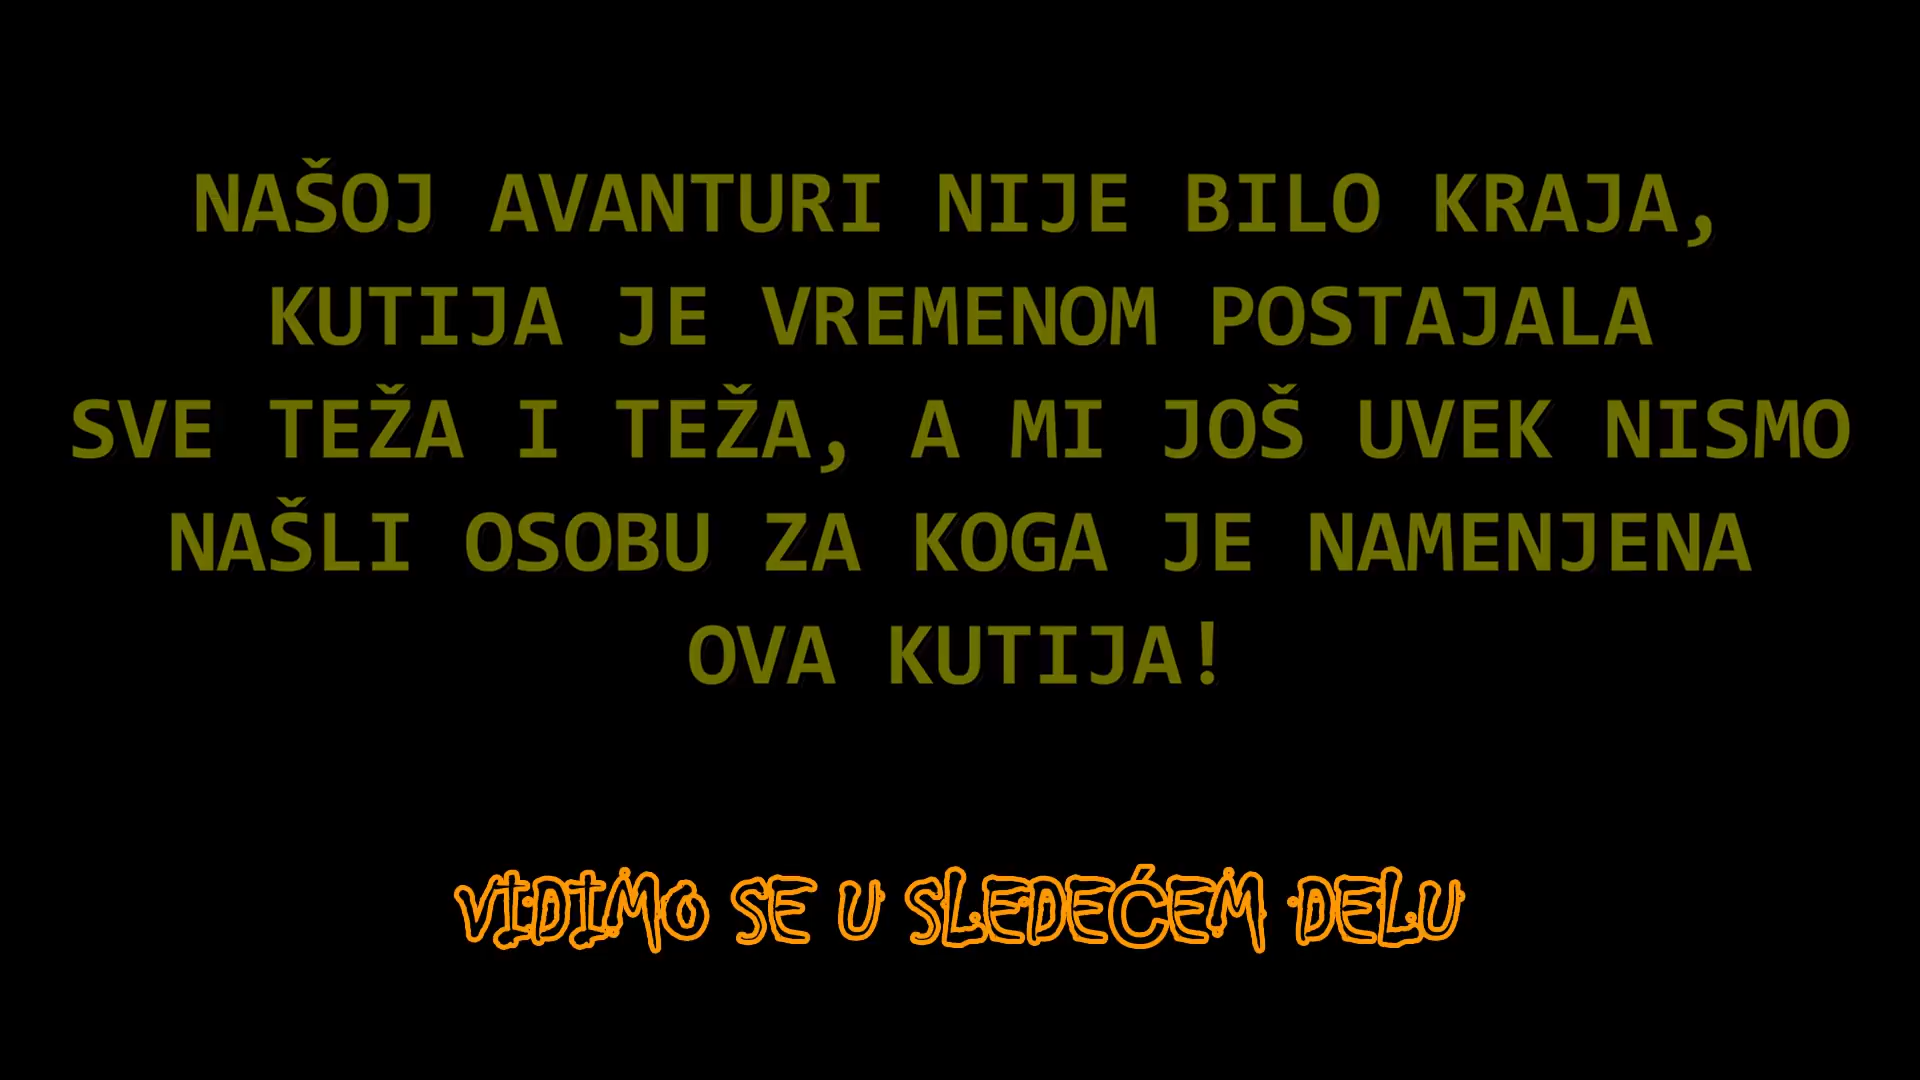 NAŠOJ AVANTURI NIJE BILO KRAJA,
KUTIJA JE VREMENOM POSTAJALA
SVE TEŽA I TEŽA, A MI JOŠ UVEK NISMO
NAŠLI OSOBU ZA KOGA JE NAMENJENA
OVA KUTIJA!
VIDIMO SE U SLEDEĆEM DELU